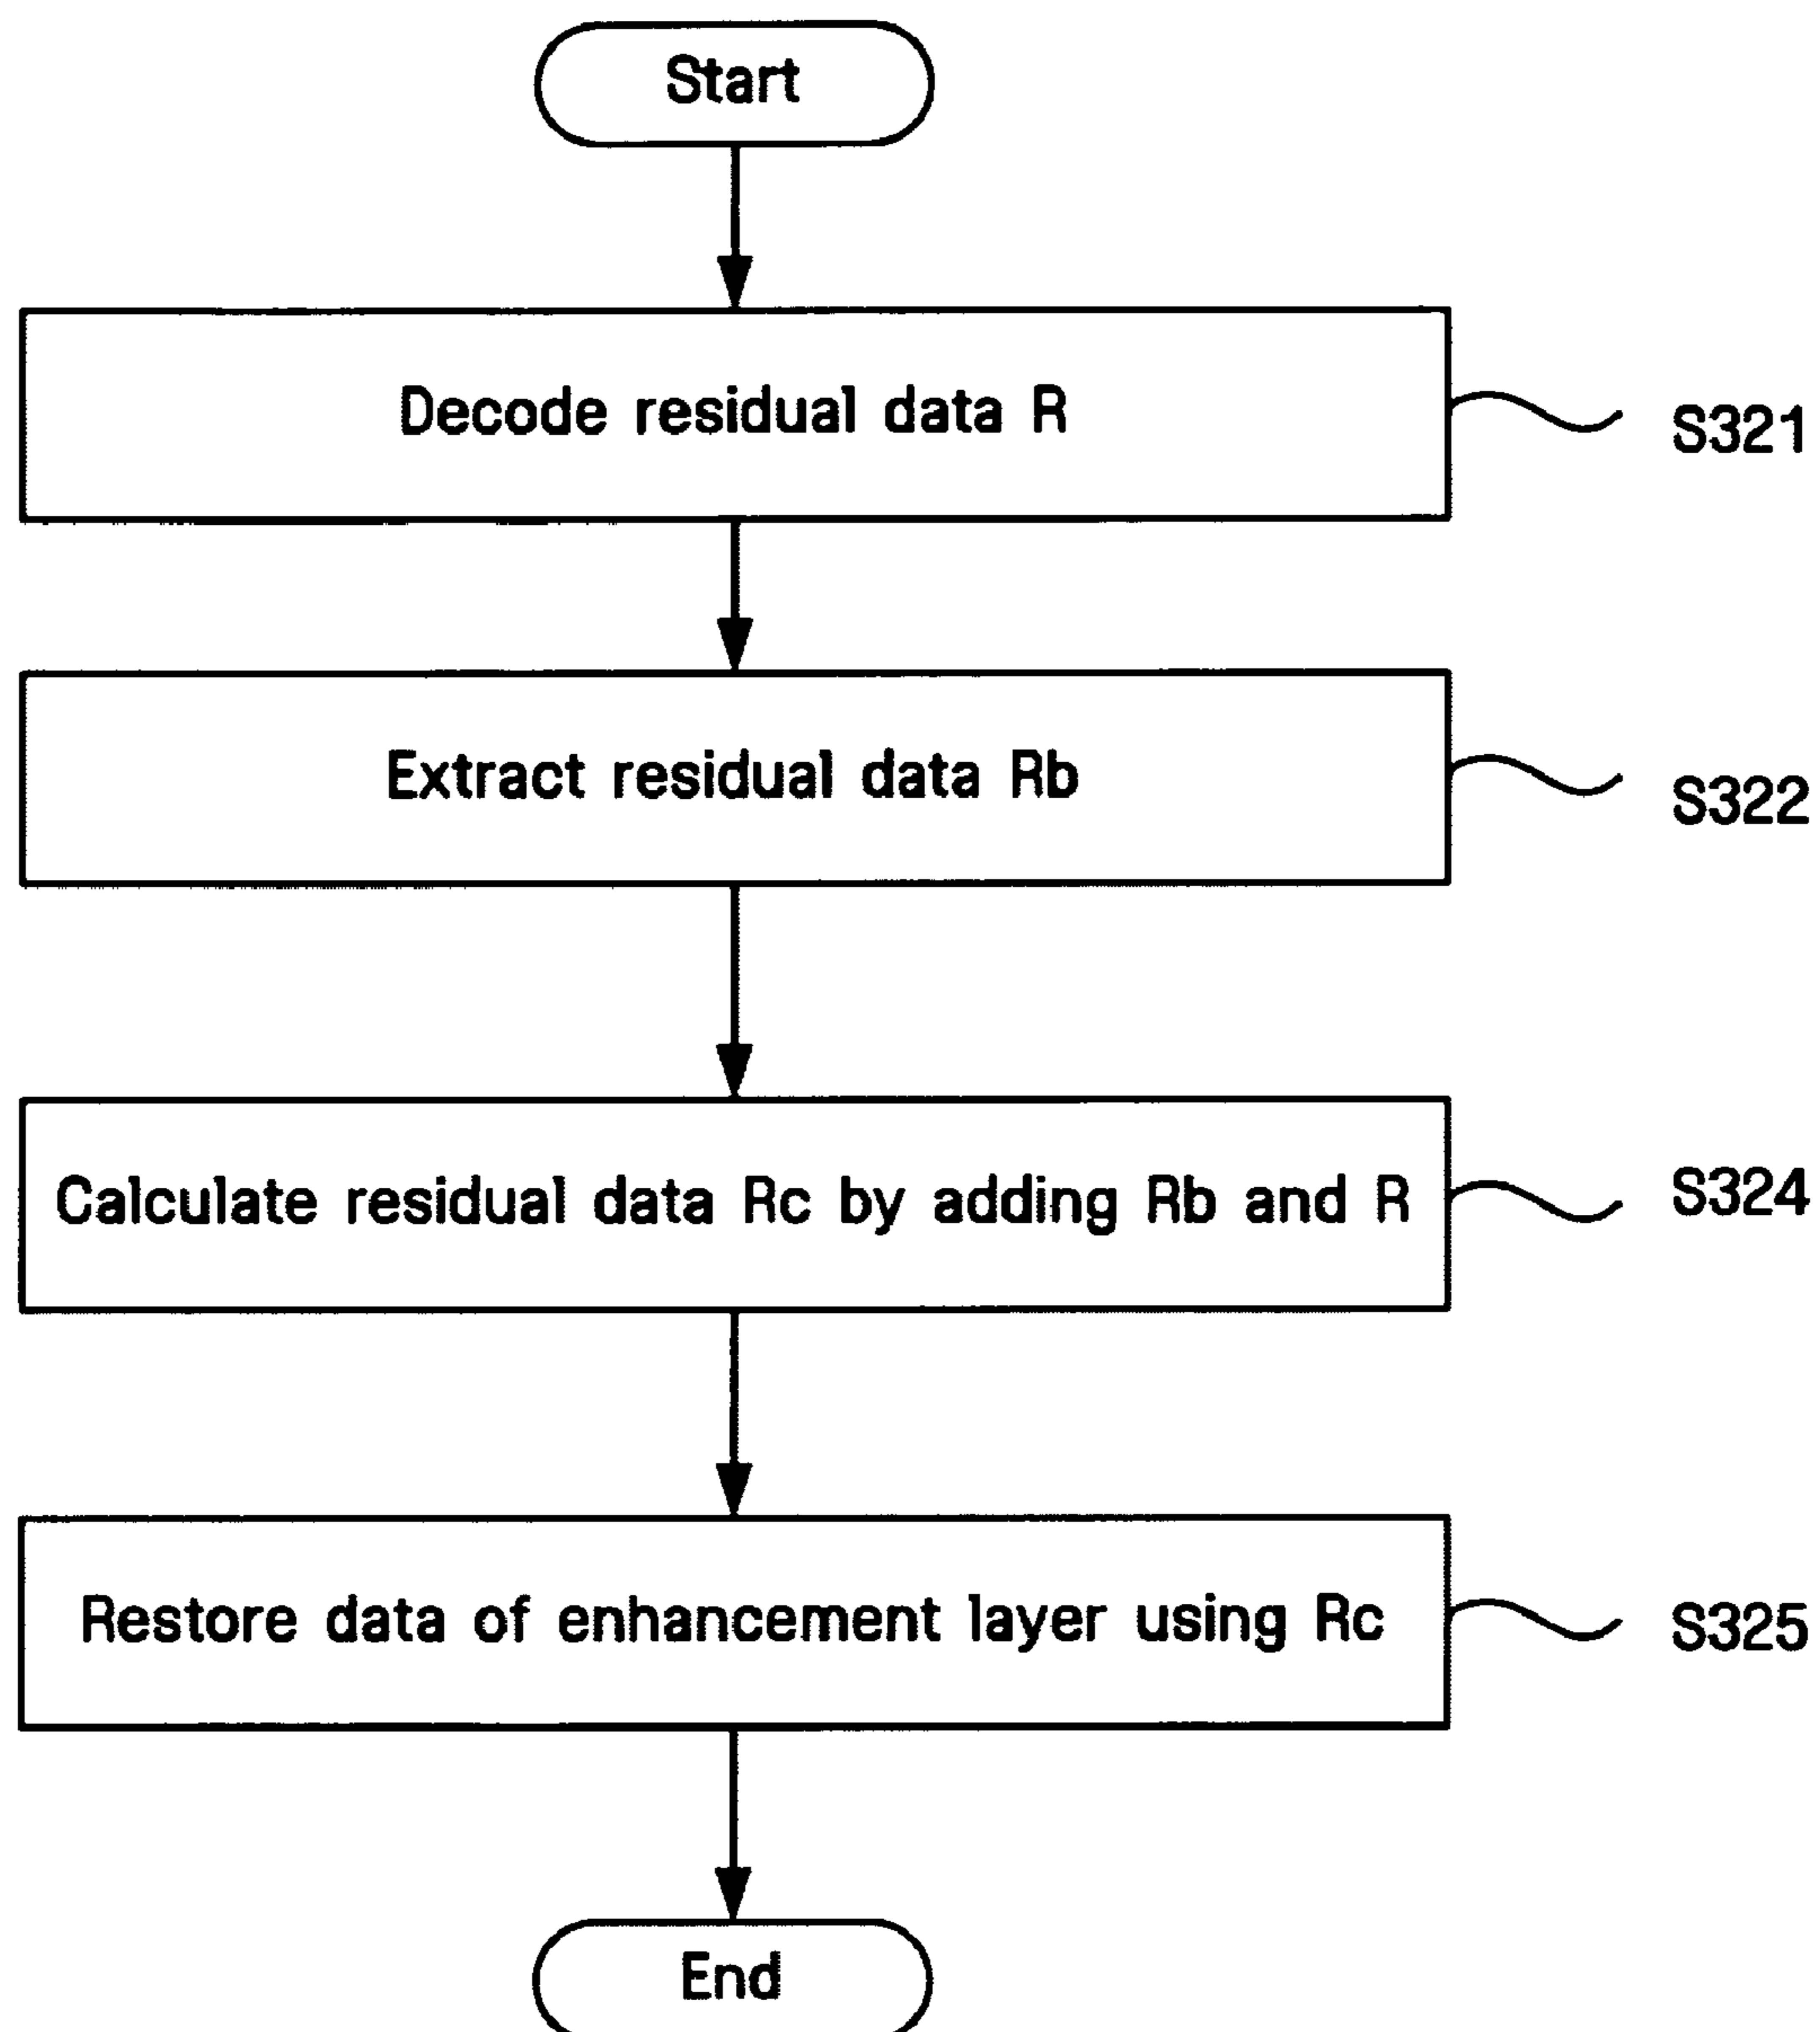 Start
Decode residual data R
S321
Extract residual data Rb
S322
Calculate residual data Rc by adding Rb and R
S324
Restore data of enhancement layer using Rc
S325
End